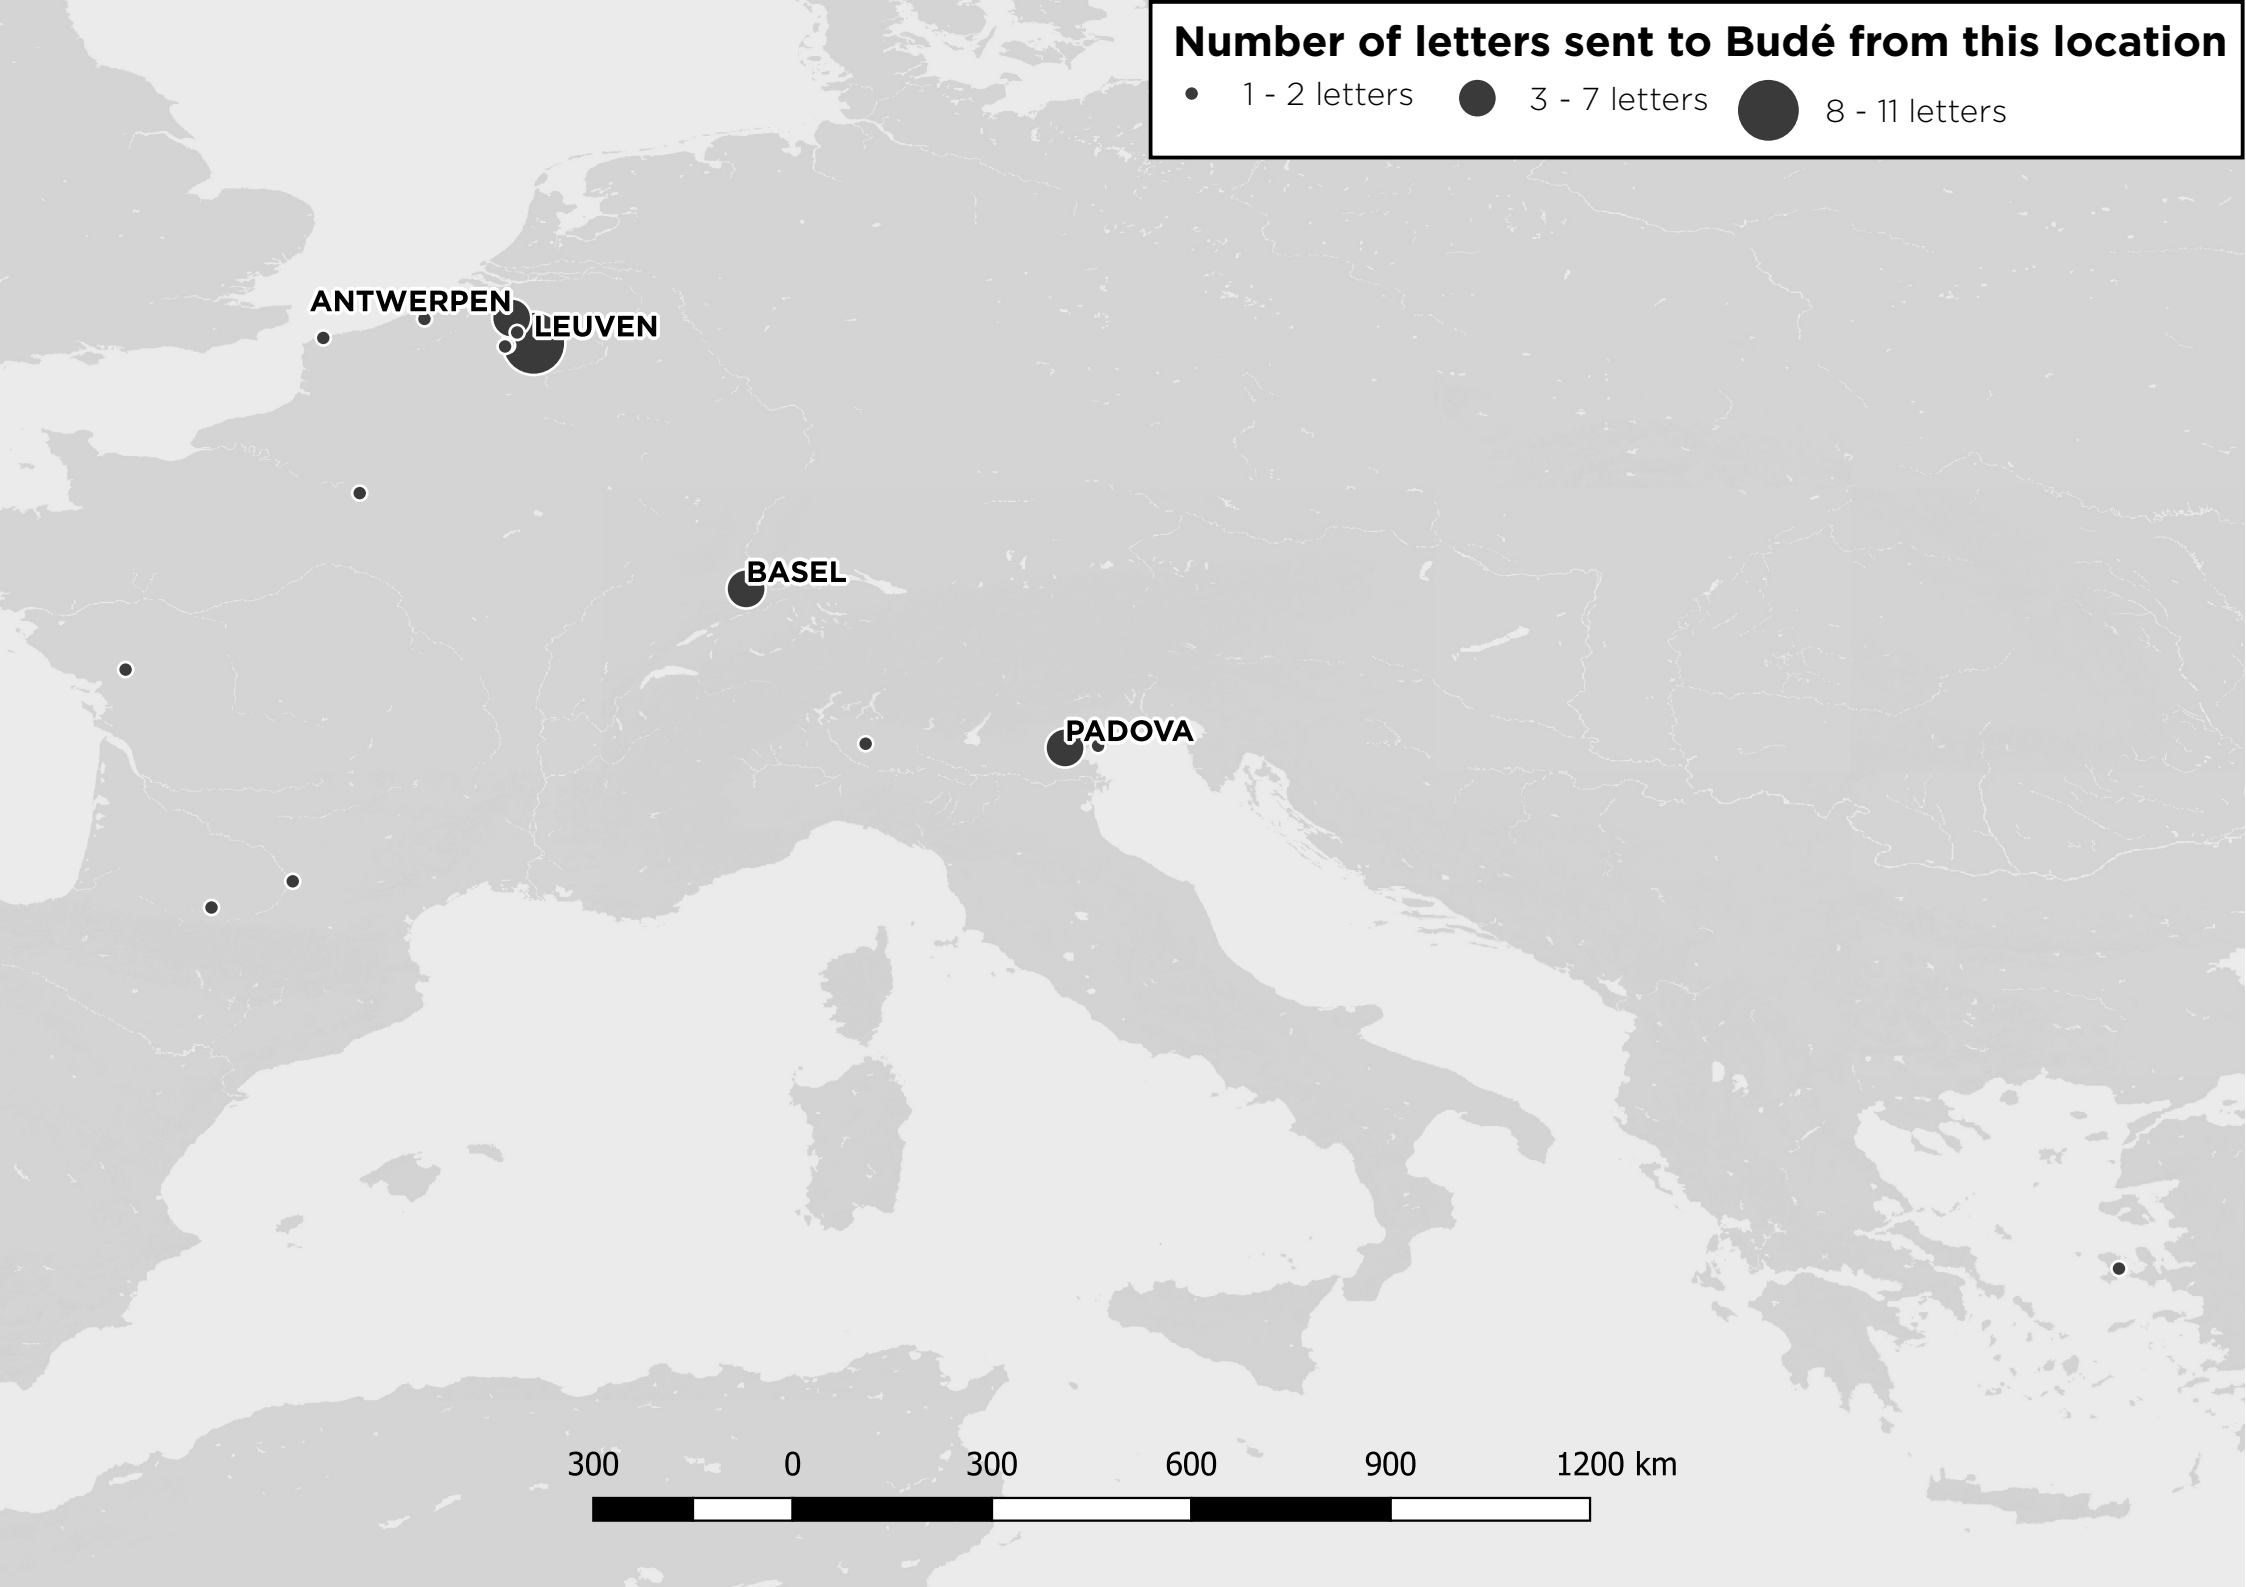 Number of letters sent to Budé from this location
1 - 2 letters 3 - 7 letters 8 - 11 letters
ANTWERPEN
LEUVEN
BASEL
PADOVA
300 0 300 600 900 1200 km